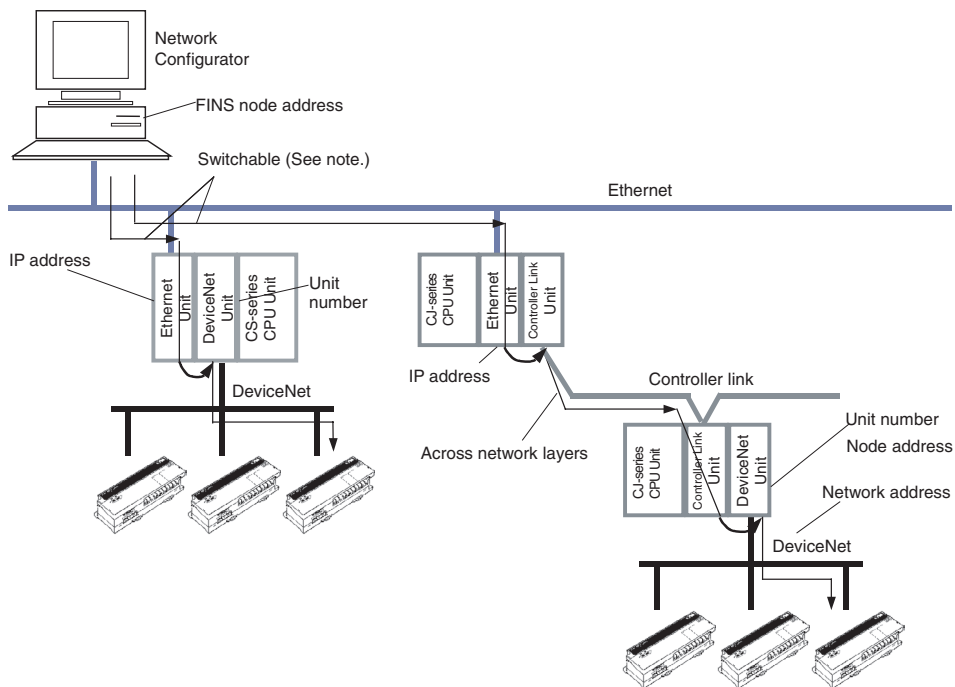 Network
Configurator
FINS node address
Switchable (See note.)
Ethernet
IP address
Ethernet
Unit
DeviceNet
Unit
CS-series
CPU Unit
Unit
number
CJ-series
CPU Unit
Ethernet
Unit
Controller Link
Unit
IP address
DeviceNet
Controller link
Across network layers
CJ-series
CPU Unit
Controller Link
Unit
DeviceNet
Unit
Unit number
Node address
Network address
DeviceNet